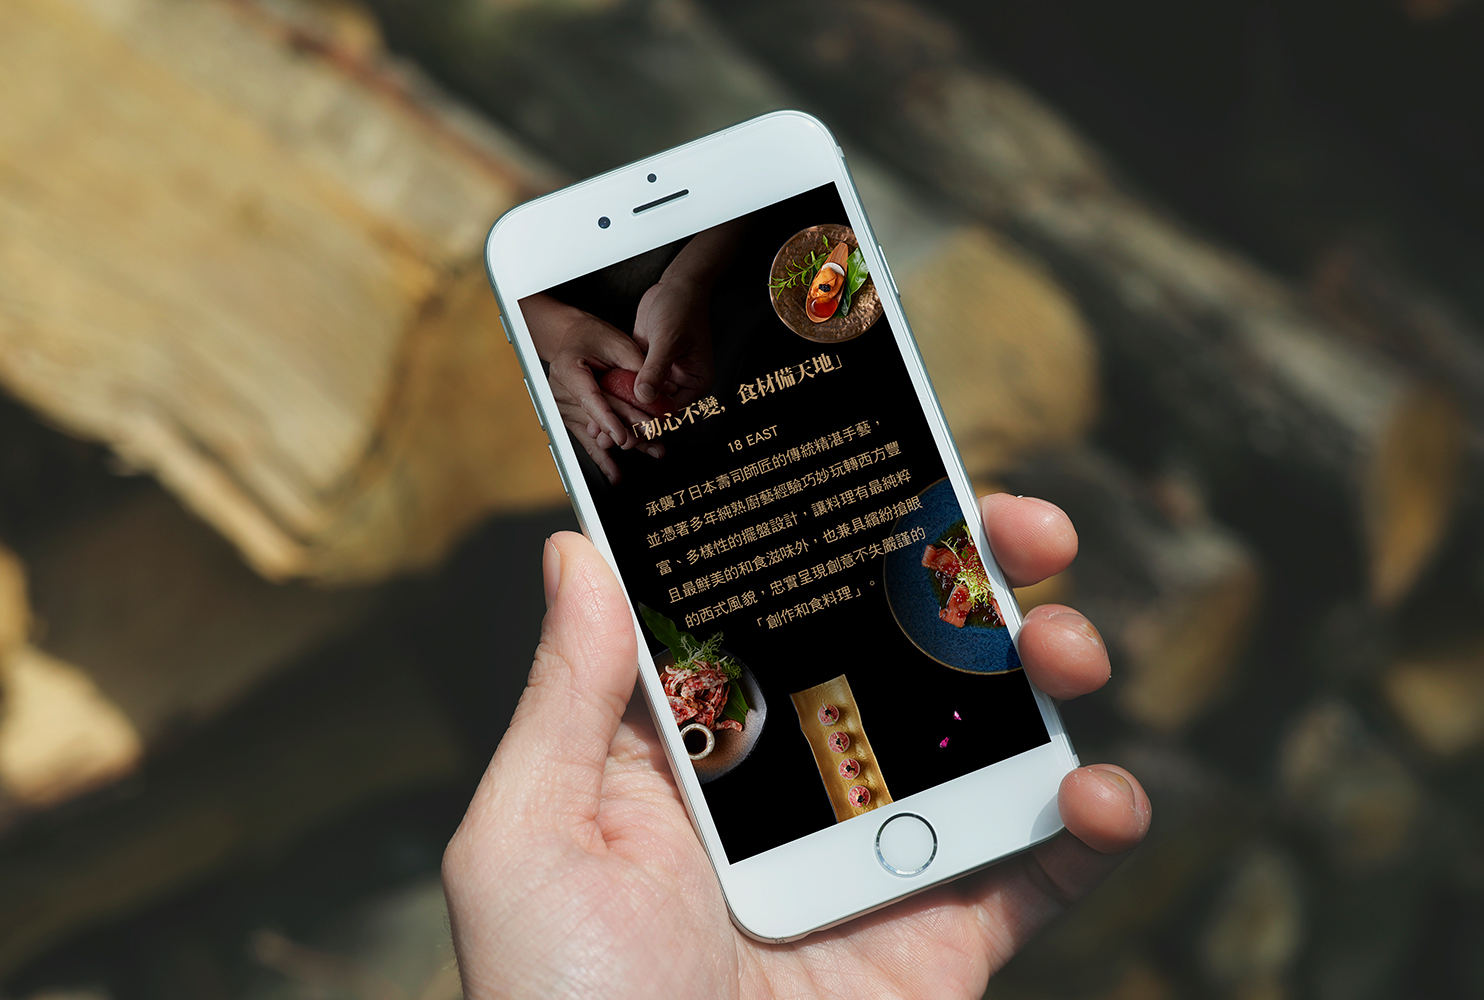 「初心不變，食材備天地」
18 EAST
承襲了日本壽司師匠的傳統精湛手藝，
並憑著多年純熟廚藝經驗巧妙玩轉西方豐
富、多樣性的擺盤設計，讓料理有最純粹
且最鮮美的和食滋味外，也兼具繽紛搶眼
的西式風貌，忠實呈現創意不失嚴謹的
「創作和食料理」。